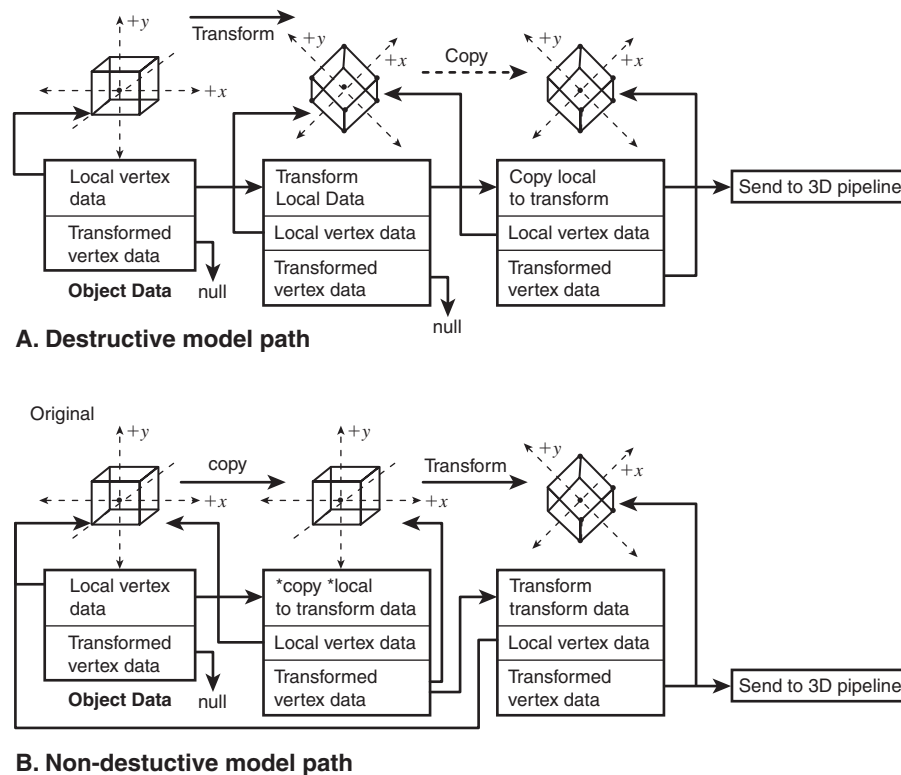 +y
Transform
+x
+y
+x
Copy
+y
+x
Local vertex
data
Transformed
vertex data
Object Data
null
Transform
Local Data
Local vertex data
Transformed
vertex data
null
Copy local
to transform
Local vertex data
Transformed
vertex data
Send to 3D pipeline
A. Destructive model path
Original
+y
copy
+x
+y
Transform
+x
+y
+x
Local vertex
data
Transformed
vertex data
Object Data
null
*copy *local
to transform data
Local vertex data
Transformed
vertex data
Transform
transform data
Local vertex data
Transformed
vertex data
Send to 3D pipeline
B. Non-destuctive model path